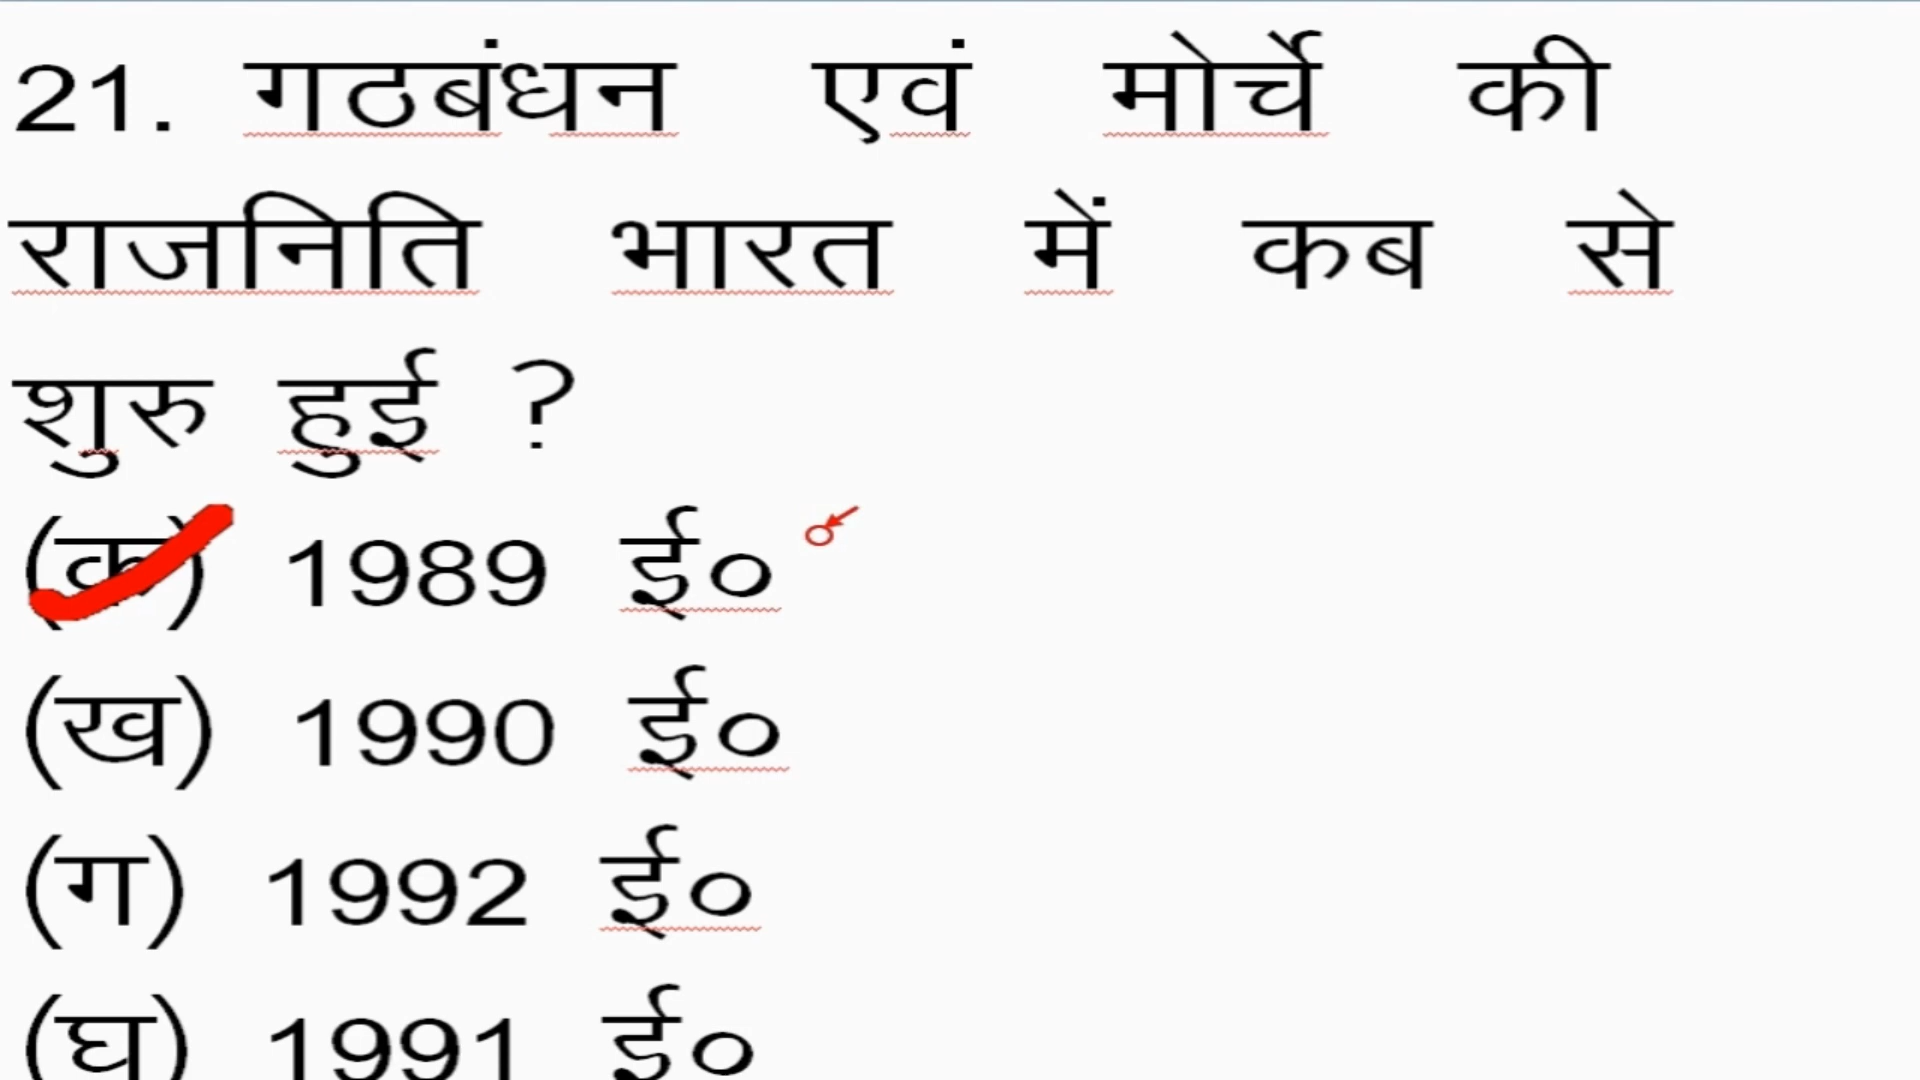 21. गठबंधन एवं मोर्चे की
राजनिति भारत में कब से
शुरु हुई ?
(क) 1989 ई०
(ख) 1990 ई०
(ग) 1992 ई०
(घ) 1991 ई०